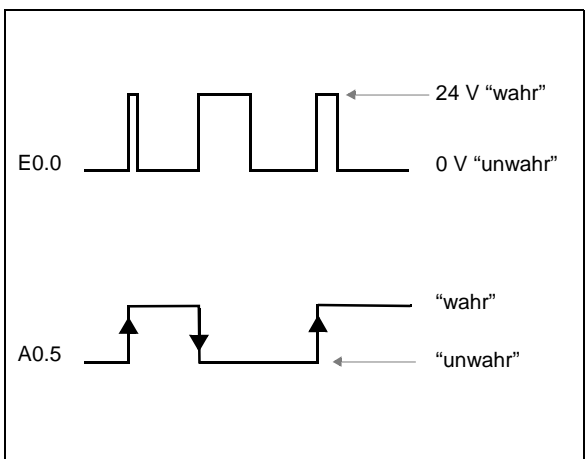 24 V “wahr”
E0.0
0 V “unwahr”
“wahr”
A0.5
“unwahr”